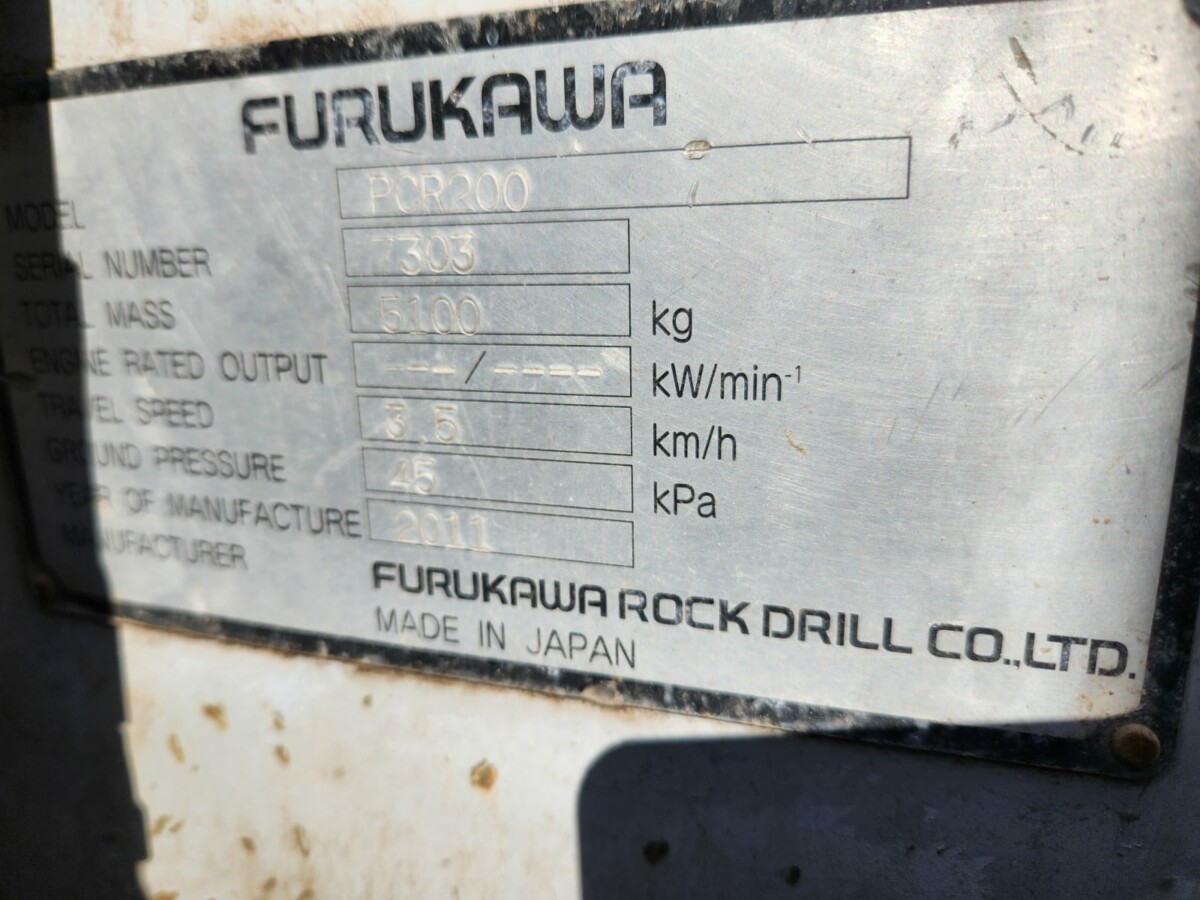 FURUKAWA
MODEL PCR200
SERIAL NUMBER 7303
TOTAL MASS 5100 kg
ENGINE RATED OUTPUT ---/---- kW/min-1
TRAVEL SPEED 3.5 km/h
GROUND PRESSURE 45 kPa
YEAR OF MANUFACTURE 2011
MANUFACTURER
FURUKAWA ROCK DRILL CO.,LTD.
MADE IN JAPAN